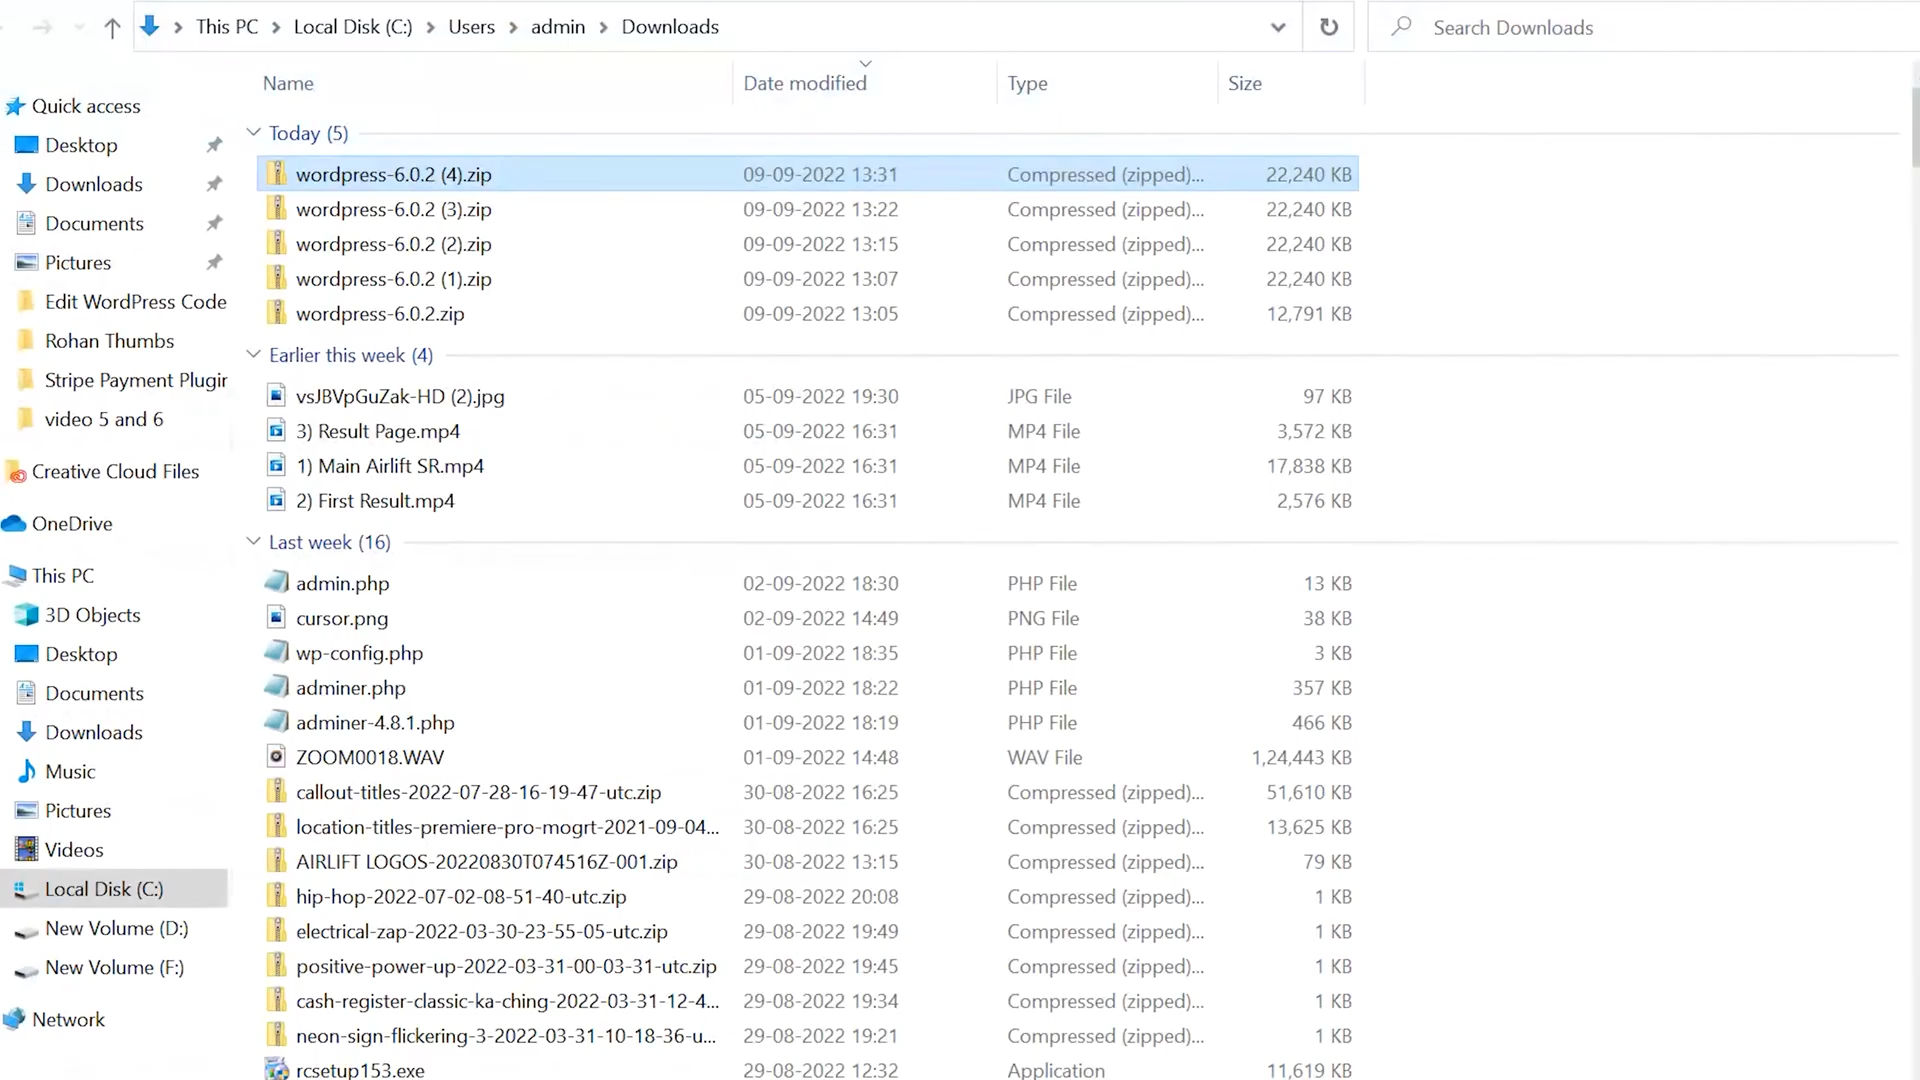 This PC > Local Disk (C:) > Users > admin > Downloads
Search Downloads
Name Date modified Type Size
Quick access
Desktop
Downloads
Documents
Pictures
Edit WordPress Code
Rohan Thumbs
Stripe Payment Plugin
video 5 and 6
Creative Cloud Files
OneDrive
This PC
3D Objects
Desktop
Documents
Downloads
Music
Pictures
Videos
Local Disk (C:)
New Volume (D:)
New Volume (F:)
Network
Today (5)
wordpress-6.0.2 (4).zip 09-09-2022 13:31 Compressed (zipped)... 22,240 KB
wordpress-6.0.2 (3).zip 09-09-2022 13:22 Compressed (zipped)... 22,240 KB
wordpress-6.0.2 (2).zip 09-09-2022 13:15 Compressed (zipped)... 22,240 KB
wordpress-6.0.2 (1).zip 09-09-2022 13:07 Compressed (zipped)... 22,240 KB
wordpress-6.0.2.zip 09-09-2022 13:05 Compressed (zipped)... 12,791 KB
Earlier this week (4)
vsJBVpGuZak-HD (2).jpg 05-09-2022 19:30 JPG File 97 KB
3) Result Page.mp4 05-09-2022 16:31 MP4 File 3,572 KB
1) Main Airlift SR.mp4 05-09-2022 16:31 MP4 File 17,838 KB
2) First Result.mp4 05-09-2022 16:31 MP4 File 2,576 KB
Last week (16)
admin.php 02-09-2022 18:30 PHP File 13 KB
cursor.png 02-09-2022 14:49 PNG File 38 KB
wp-config.php 01-09-2022 18:35 PHP File 3 KB
adminer.php 01-09-2022 18:22 PHP File 357 KB
adminer-4.8.1.php 01-09-2022 18:19 PHP File 466 KB
ZOOM0018.WAV 01-09-2022 14:48 WAV File 1,24,443 KB
callout-titles-2022-07-28-16-19-47-utc.zip 30-08-2022 16:25 Compressed (zipped)... 51,610 KB
location-titles-premiere-pro-mogrt-2021-09-04... 30-08-2022 16:25 Compressed (zipped)... 13,625 KB
AIRLIFT LOGOS-20220830T074516Z-001.zip 30-08-2022 13:15 Compressed (zipped)... 79 KB
hip-hop-2022-07-02-08-51-40-utc.zip 29-08-2022 20:08 Compressed (zipped)... 1 KB
electrical-zap-2022-03-30-23-55-05-utc.zip 29-08-2022 19:49 Compressed (zipped)... 1 KB
positive-power-up-2022-03-31-00-03-31-utc.zip 29-08-2022 19:45 Compressed (zipped)... 1 KB
cash-register-classic-ka-ching-2022-03-31-12-4... 29-08-2022 19:34 Compressed (zipped)... 1 KB
neon-sign-flickering-3-2022-03-31-10-18-36-u... 29-08-2022 19:21 Compressed (zipped)... 1 KB
rcsetup153.exe 29-08-2022 12:32 Application 11,619 KB